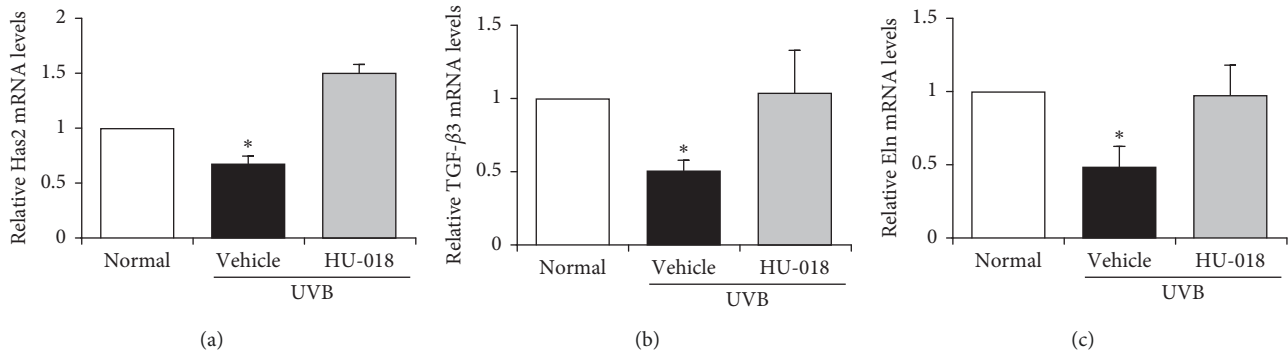 Relative Has2 mRNA levels
2
1.5
1
0.5
0
*
Normal
Vehicle
HU-018
UVB
(a)
Relative TGF-β3 mRNA levels
1.5
1
0.5
0
*
Normal
Vehicle
HU-018
UVB
(b)
Relative Eln mRNA levels
1.5
1
0.5
0
*
Normal
Vehicle
HU-018
UVB
(c)